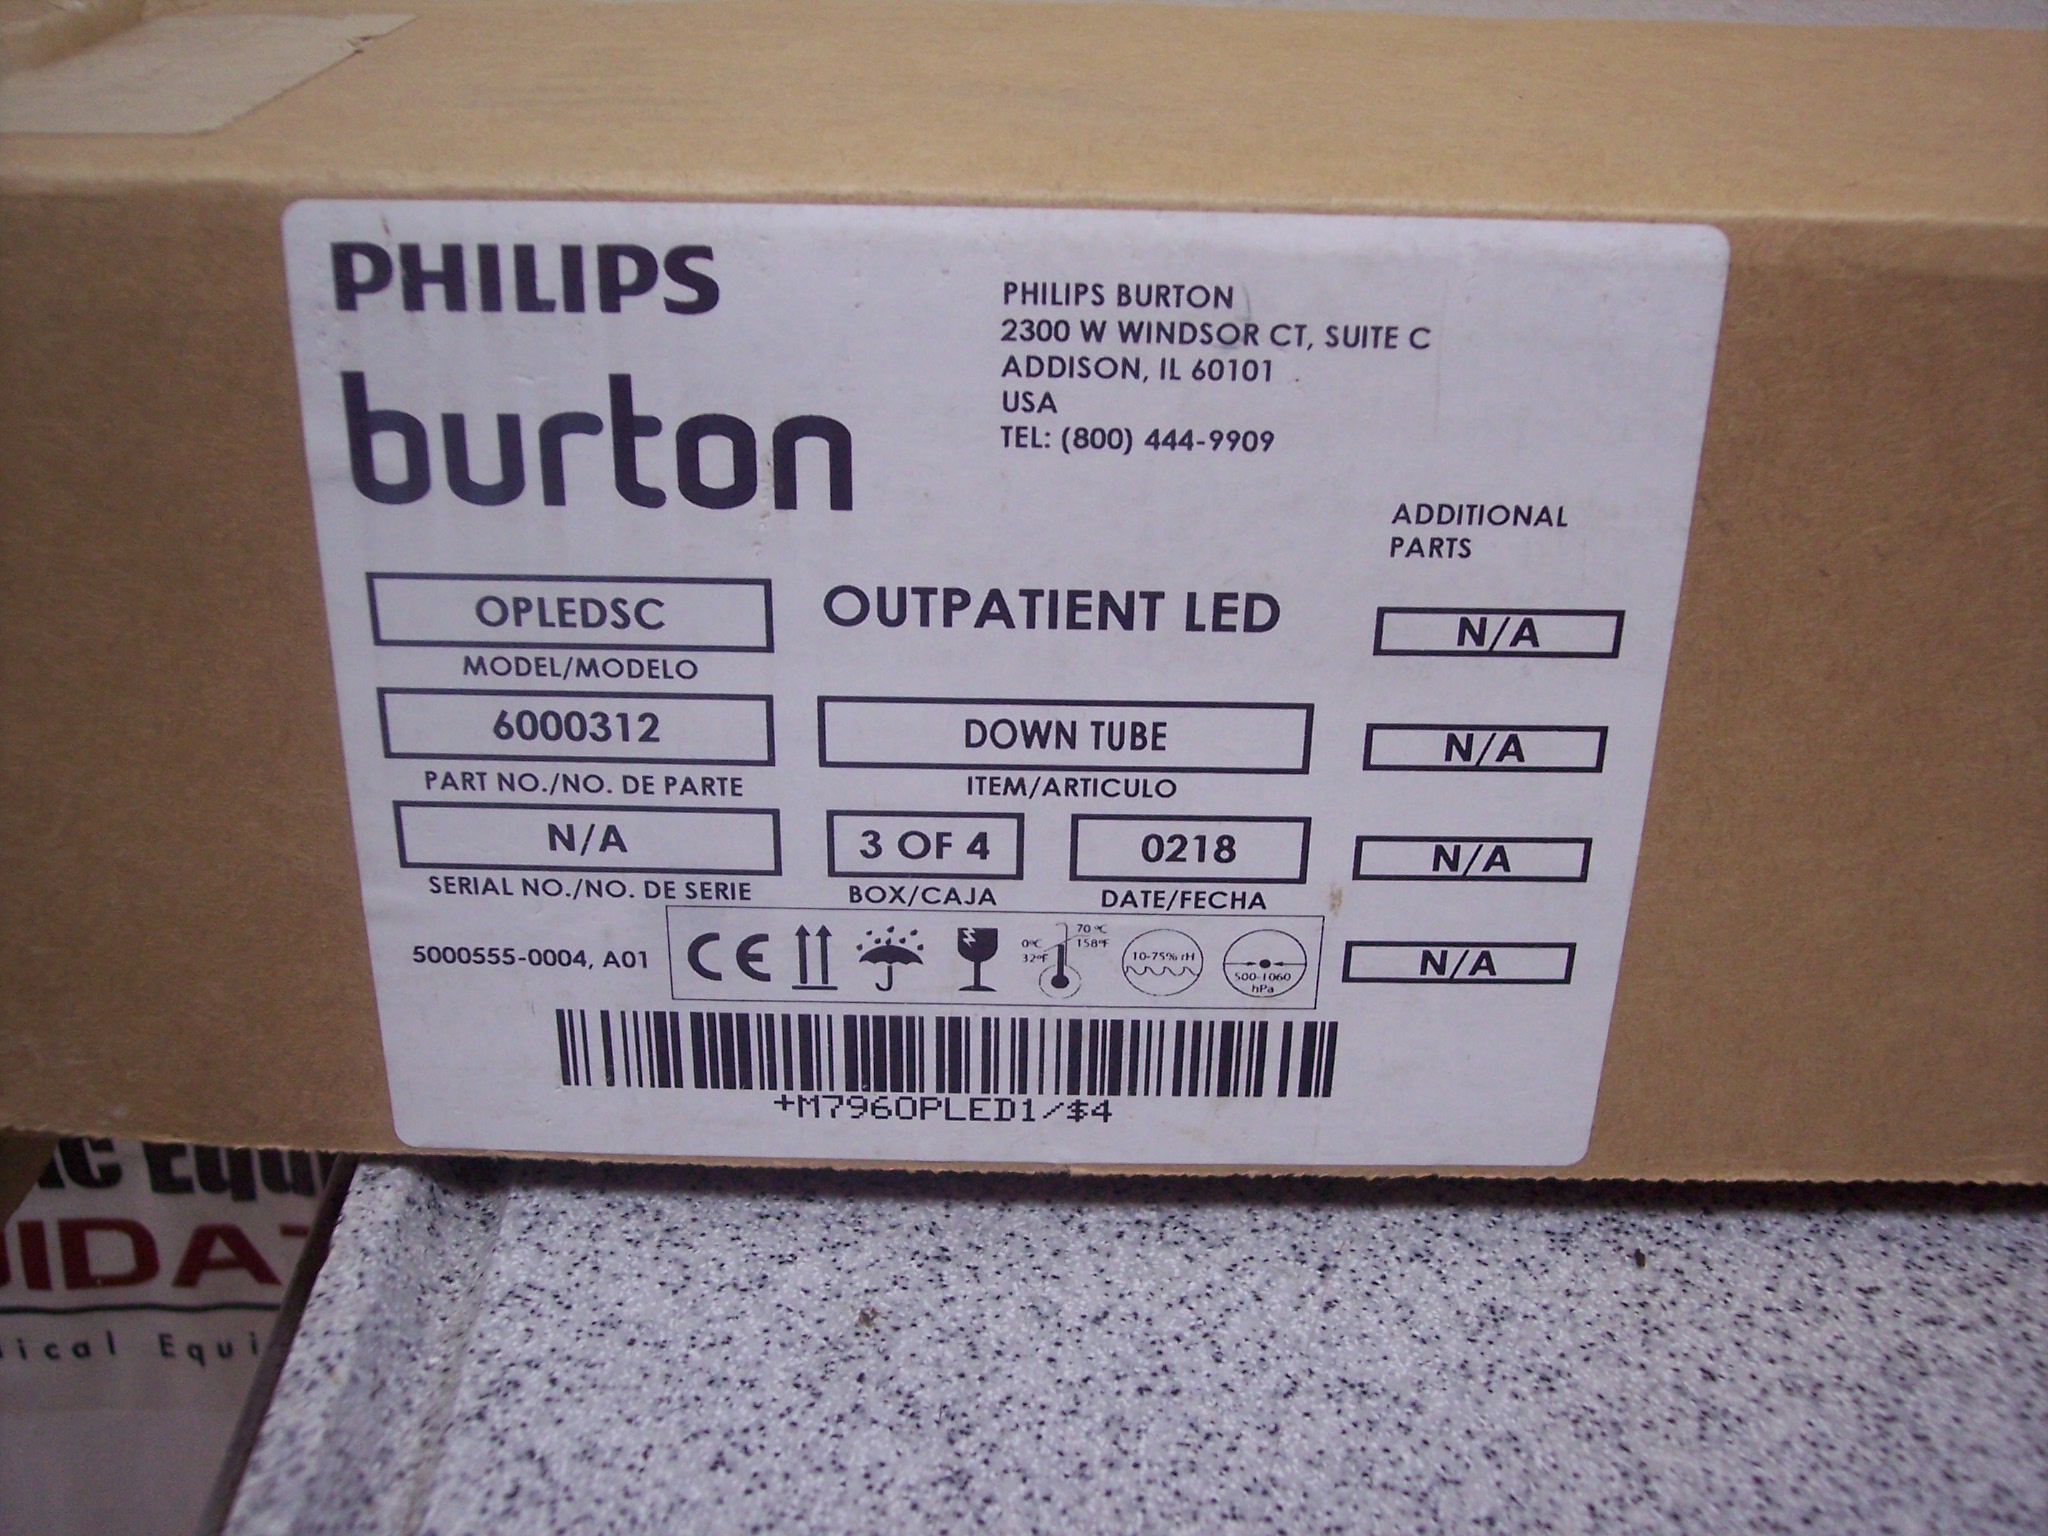 PHILIPS
burton
PHILIPS BURTON
2300 W WINDSOR CT, SUITE C
ADDISON, IL 60101
USA
TEL: (800) 444-9909
ADDITIONAL
PARTS
OPLEDSC
MODEL/MODELO
OUTPATIENT LED
N/A
6000312
PART NO./NO. DE PARTE
DOWN TUBE
ITEM/ARTICULO
N/A
N/A
SERIAL NO./NO. DE SERIE
3 OF 4
BOX/CAJA
0218
DATE/FECHA
N/A
5000555-0004, A01
CE
0°C
32°F
70 °C
158°F
10-75% rH
500-1060
hPa
N/A
+M796OPLED1/$4